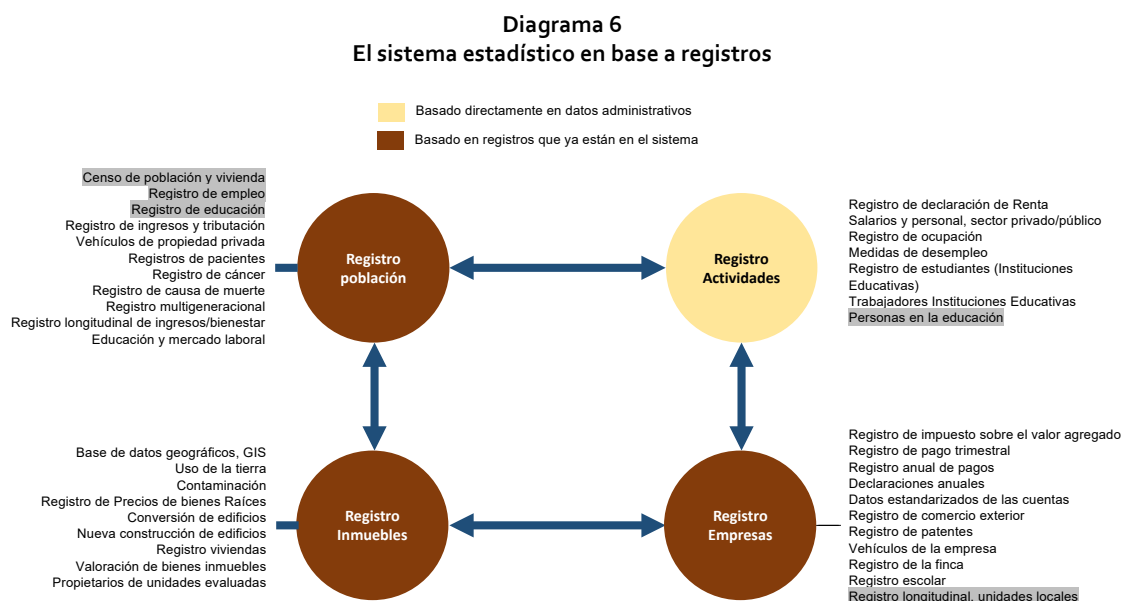 Diagrama 6
El sistema estadístico en base a registros
Basado directamente en datos administrativos
Basado en registros que ya están en el sistema
Censo de población y vivienda
Registro de empleo
Registro de educación
Registro de ingresos y tributación
Vehículos de propiedad privada
Registros de pacientes
Registro de cáncer
Registro de causa de muerte
Registro multigeneracional
Registro longitudinal de ingresos/bienestar
Educación y mercado laboral
Registro
población
Registro
Actividades
Registro de declaración de Renta
Salarios y personal, sector privado/público
Registro de ocupación
Medidas de desempleo
Registro de estudiantes (Instituciones
Educativas)
Trabajadores Instituciones Educativas
Personas en la educación
Base de datos geográficos, GIS
Uso de la tierra
Contaminación
Registro de Precios de bienes Raíces
Conversión de edificios
Nueva construcción de edificios
Registro viviendas
Valoración de bienes inmuebles
Propietarios de unidades evaluadas
Registro
Inmuebles
Registro
Empresas
Registro de impuesto sobre el valor agregado
Registro de pago trimestral
Registro anual de pagos
Declaraciones anuales
Datos estandarizados de las cuentas
Registro de comercio exterior
Registro de patentes
Vehículos de la empresa
Registro de la finca
Registro escolar
Registro longitudinal, unidades locales